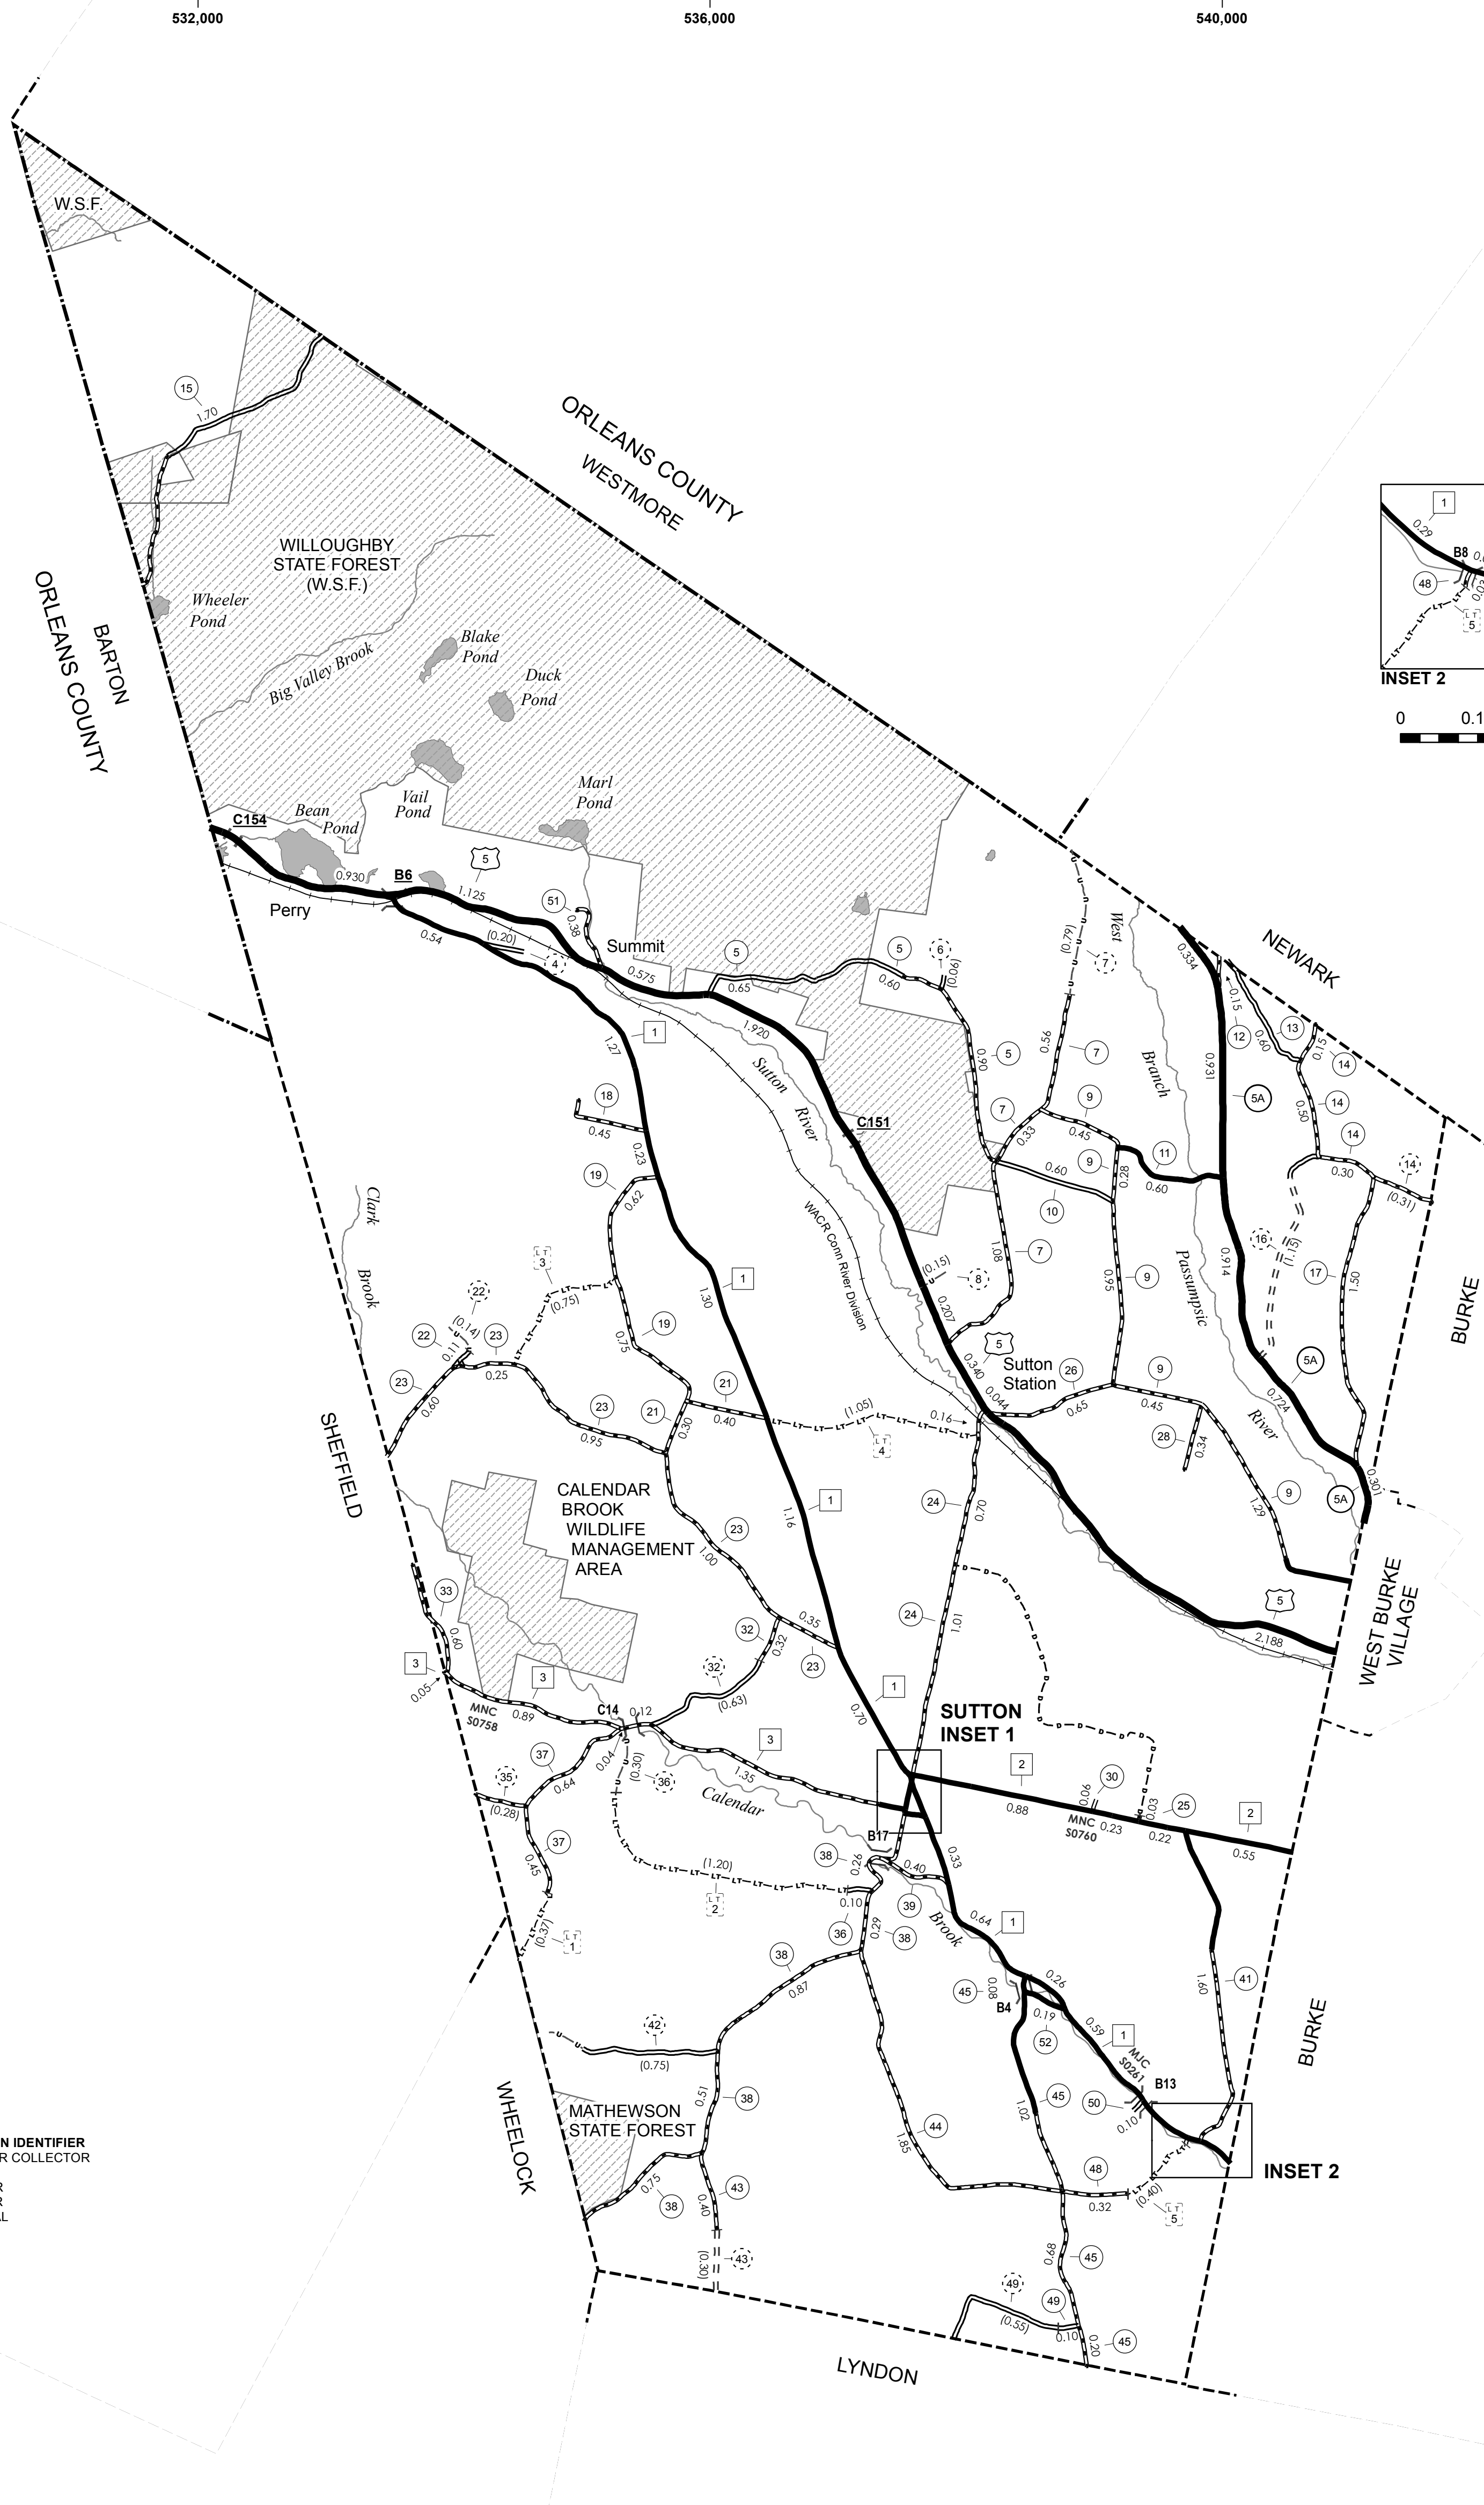 532,000
536,000
540,000
W.S.F.
15
1.70
ORLEANS COUNTY
WESTMORE
WILLOUGHBY
STATE FOREST
(W.S.F.)
Wheeler
Pond
Big Valley Brook
Blake
Pond
Duck
Pond
ORLEANS COUNTY
BARTON
1
0.29
B8
48
LT
5
INSET 2
0
0.1
Marl
Pond
Vail
Pond
Bean
Pond
C154
0.930
B6
5
1.125
Perry
0.54
(0.20)
4
51
0.38
Summit
0.575
5
0.65
5
0.60
6
(0.06)
(0.79)
7
West
Branch
Passumpsic
River
NEWARK
0.334
0.15
12
13
0.60
0.15
14
0.931
5A
14
0.50
14
0.30
14
(0.31)
1.920
1
1.27
Sutton
River
0.90
5
0.56
7
9
0.45
7
0.33
9
0.28
11
0.60
C151
18
0.45
0.23
19
0.62
0.60
10
1.08
7
WACR Conn River Division
(0.15)
8
0.207
0.95
9
0.914
16
(1.15)
17
1.50
BURKE
Clark
Brook
LT
3
(0.75)
1
1.30
22
(0.14)
22
0.11
23
0.25
23
0.60
19
0.75
5
0.340
Sutton
Station
0.044
26
0.65
9
0.45
28
0.34
5A
0.724
0.301
5A
21
0.40
21
0.30
23
0.95
(1.05)
LT
4
0.16
SHEFFIELD
CALENDAR
BROOK
WILDLIFE
MANAGEMENT
AREA
1
1.16
24
0.70
9
1.29
23
1.00
33
0.60
3
0.05
3
0.89
MNC
S0758
C14
0.12
32
0.32
0.35
23
32
(0.63)
24
1.01
5
2.188
WEST BURKE
VILLAGE
1
0.70
SUTTON
INSET 1
37
0.64
0.04
(0.30)
36
3
1.35
Calendar
Brook
35
(0.28)
37
0.45
2
0.88
0.06
30
MNC
S0760
0.23
0.03
25
0.22
2
0.55
B17
38
0.26
0.40
39
0.33
(1.20)
LT
2
0.10
36
0.29
38
(0.37)
LT
1
0.64
1
38
0.87
45
0.08
B4
0.26
0.19
52
0.59
1
MJC
S0261
B13
50
0.10
41
1.60
BURKE
42
(0.75)
0.51
38
WHEELOCK
MATHEWSON
STATE FOREST
0.75
38
43
0.40
(0.30)
43
44
1.85
45
1.02
48
0.32
(0.40)
LT
5
INSET 2
0.68
45
49
(0.55)
49
0.10
0.20
45
LYNDON
N IDENTIFIER
R COLLECTOR
R
R
AL